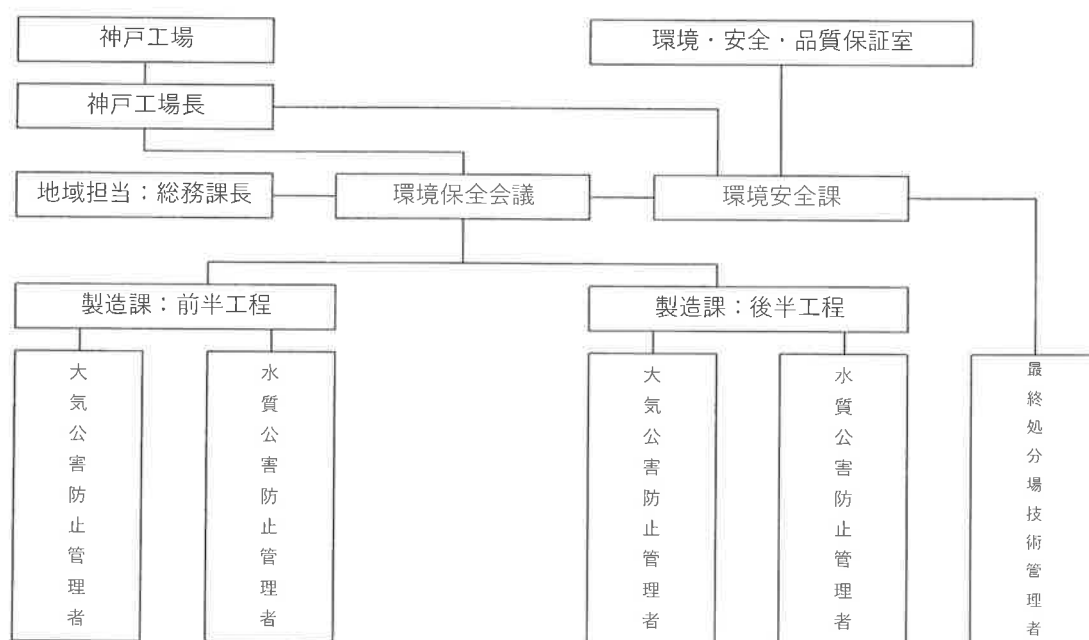 神戸工場
環境・安全・品質保証室
神戸工場長
地域担当：総務課長
環境保全会議
環境安全課
製造課：前半工程
製造課：後半工程
大気公害防止管理者
水質公害防止管理者
大気公害防止管理者
水質公害防止管理者
最終処分場技術管理者